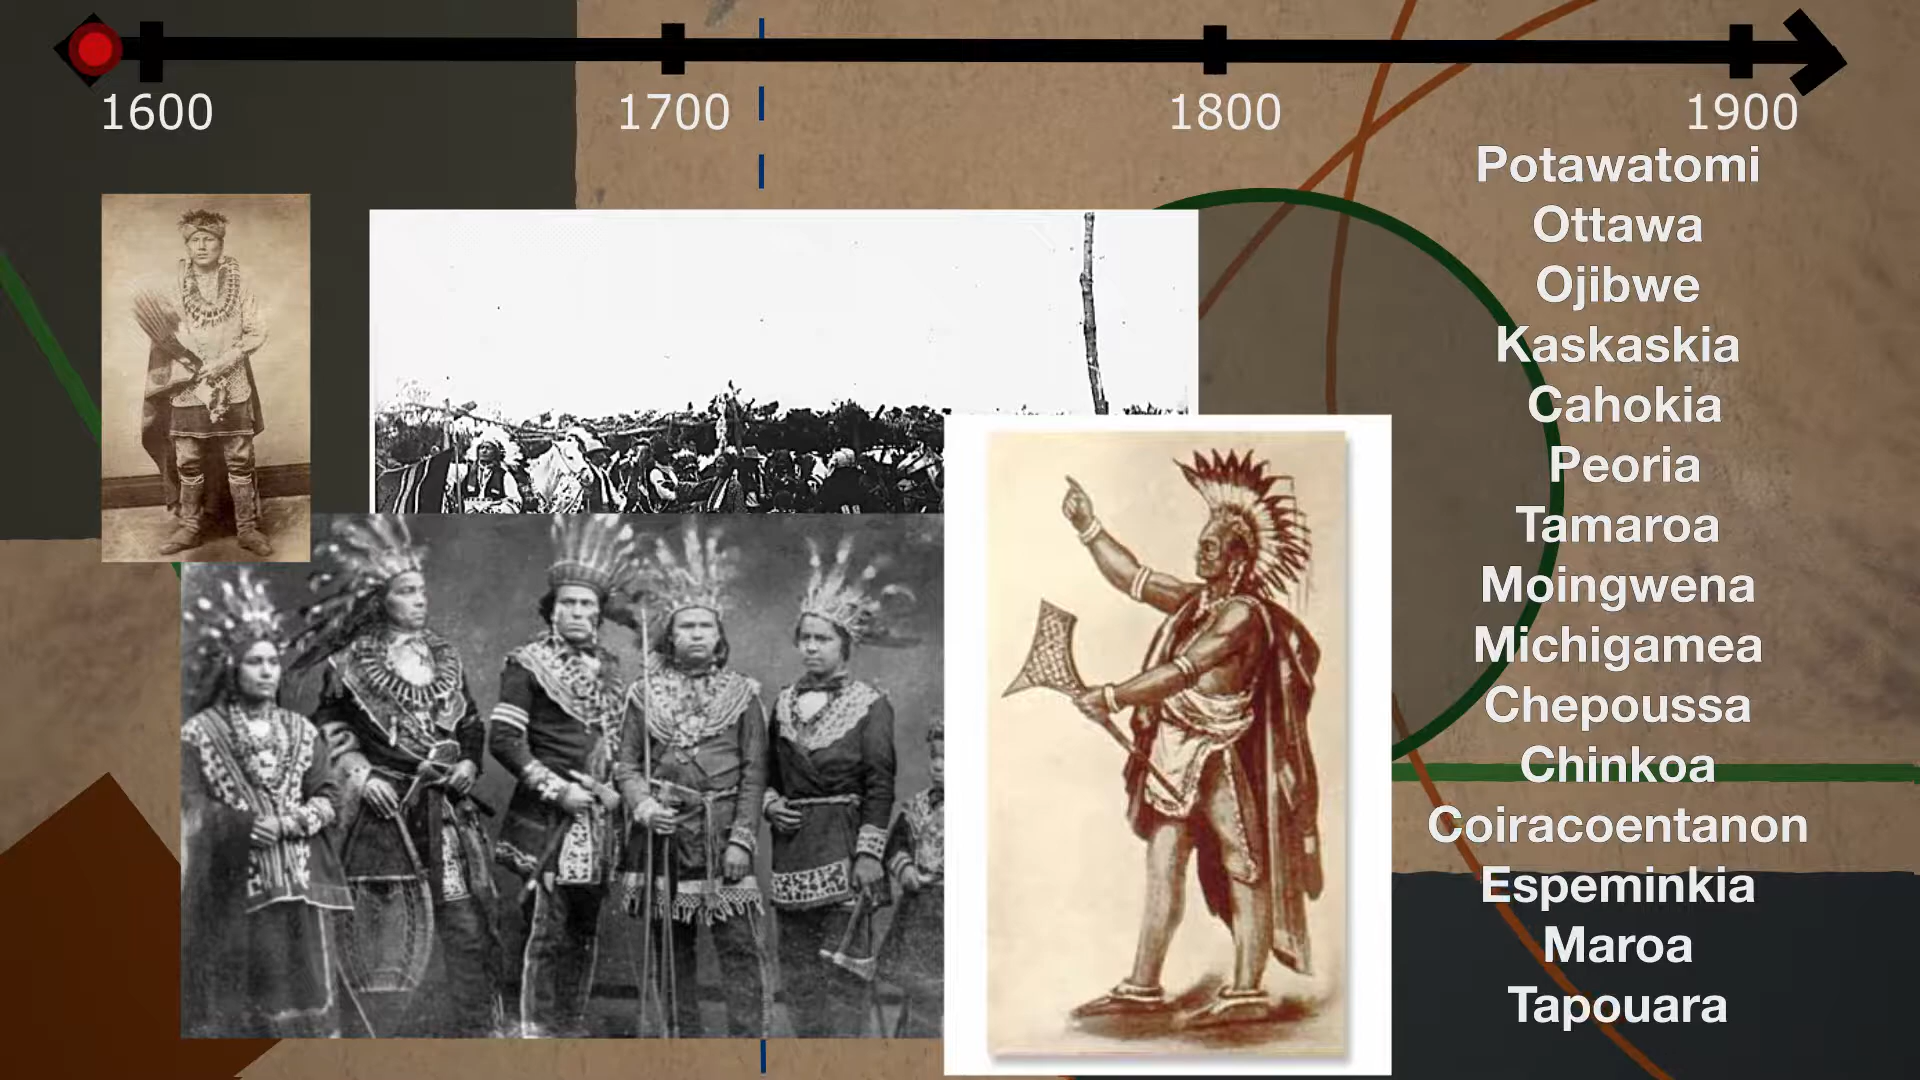 1600
1700
1800
1900
Potawatomi
Ottawa
Ojibwe
Kaskaskia
Cahokia
Peoria
Tamaroa
Moingwena
Michigamea
Chepoussa
Chinkoa
Coiracoentanon
Espeminkia
Maroa
Tapouara